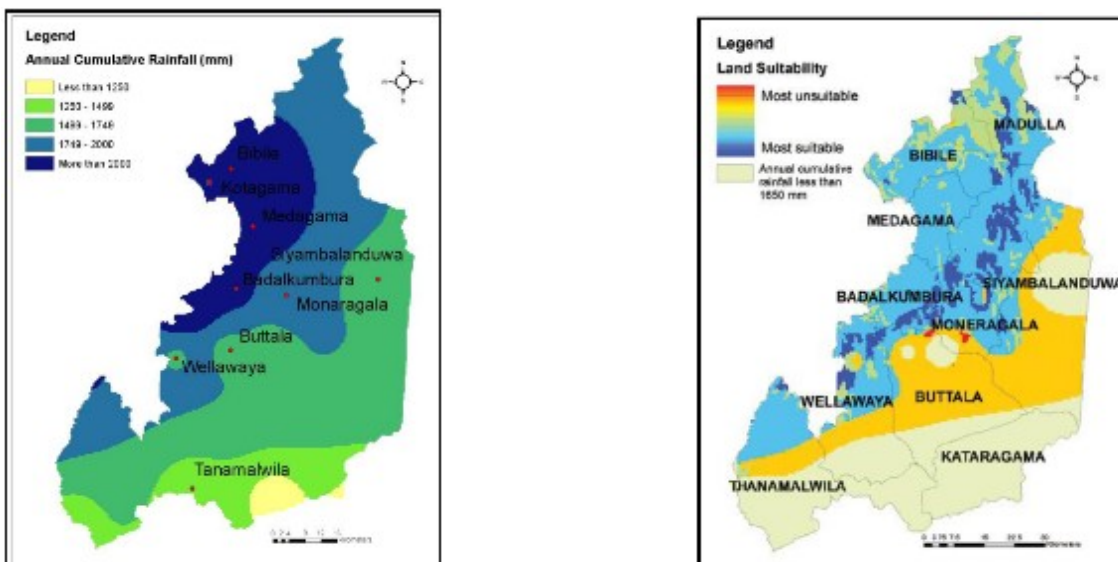 Legend
Annual Cumulative Rainfall (mm)
Less than 1250
1250 - 1499
1499 - 1749
1749 - 2000
More than 2000
Bibile
Kotagama
Medagama
Siyambalanduwa
Badalkumbura
Monaragala
Buttala
Wellawaya
Tanamalwila
Legend
Land Suitability
Most unsuitable
Most suitable
Annual cumulative
rainfall less than
1650 mm
MADULLA
BIBILE
MEDAGAMA
SIYAMBALANDUWA
BADALKUMBURA
MONERAGALA
WELLAWAYA
BUTTALA
KATARAGAMA
THANAMALWILA